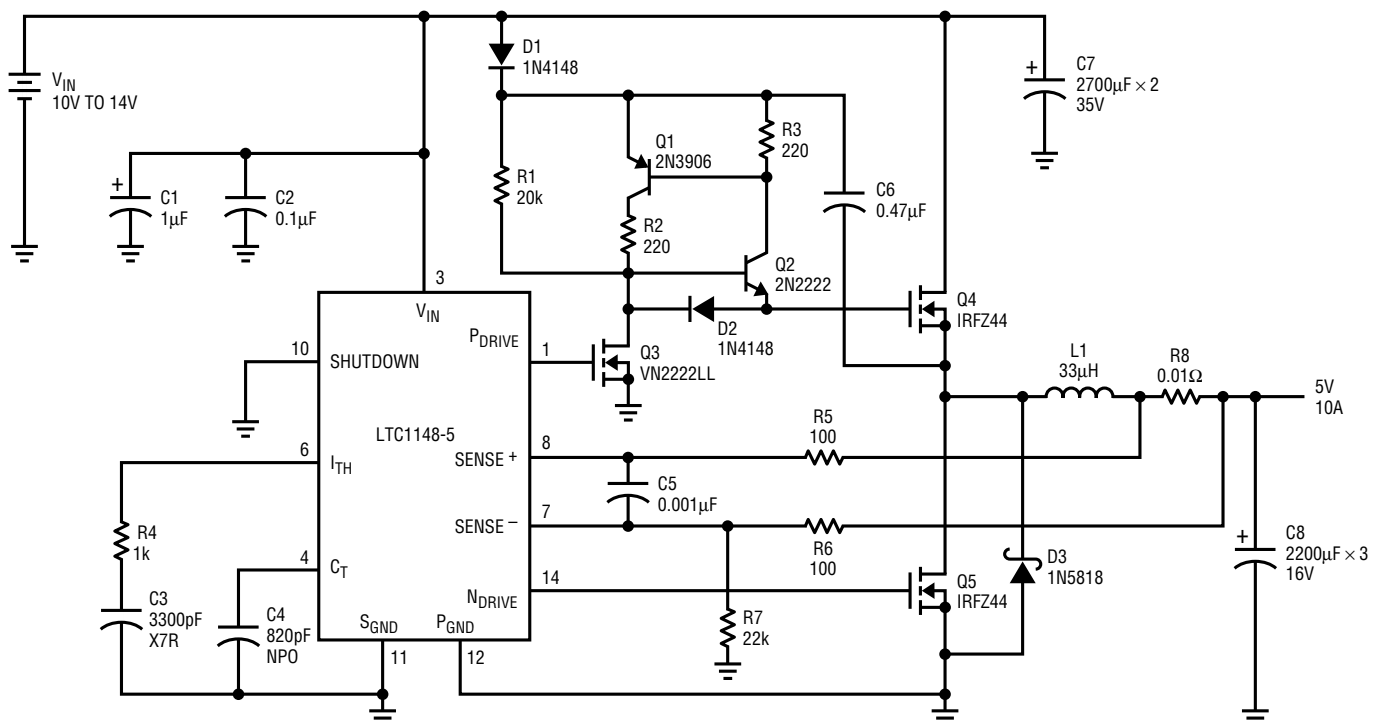 D1
1N4148
V_IN
10V TO 14V
C7
2700µF × 2
35V
+
Q1
2N3906
R3
220
R1
20k
C6
0.47µF
+
C1
1µF
C2
0.1µF
R2
220
Q2
2N2222
3
V_IN
Q4
IRFZ44
P_DRIVE
1
D2
1N4148
Q3
VN2222LL
10
SHUTDOWN
L1
33µH
R8
0.01Ω
5V
10A
LTC1148-5
6
I_TH
SENSE +
8
R5
100
C5
0.001µF
SENSE −
7
R6
100
R4
1k
4
C_T
+
C8
2200µF × 3
16V
D3
1N5818
N_DRIVE
14
Q5
IRFZ44
C3
3300pF
X7R
C4
820pF
NPO
R7
22k
S_GND
P_GND
11
12